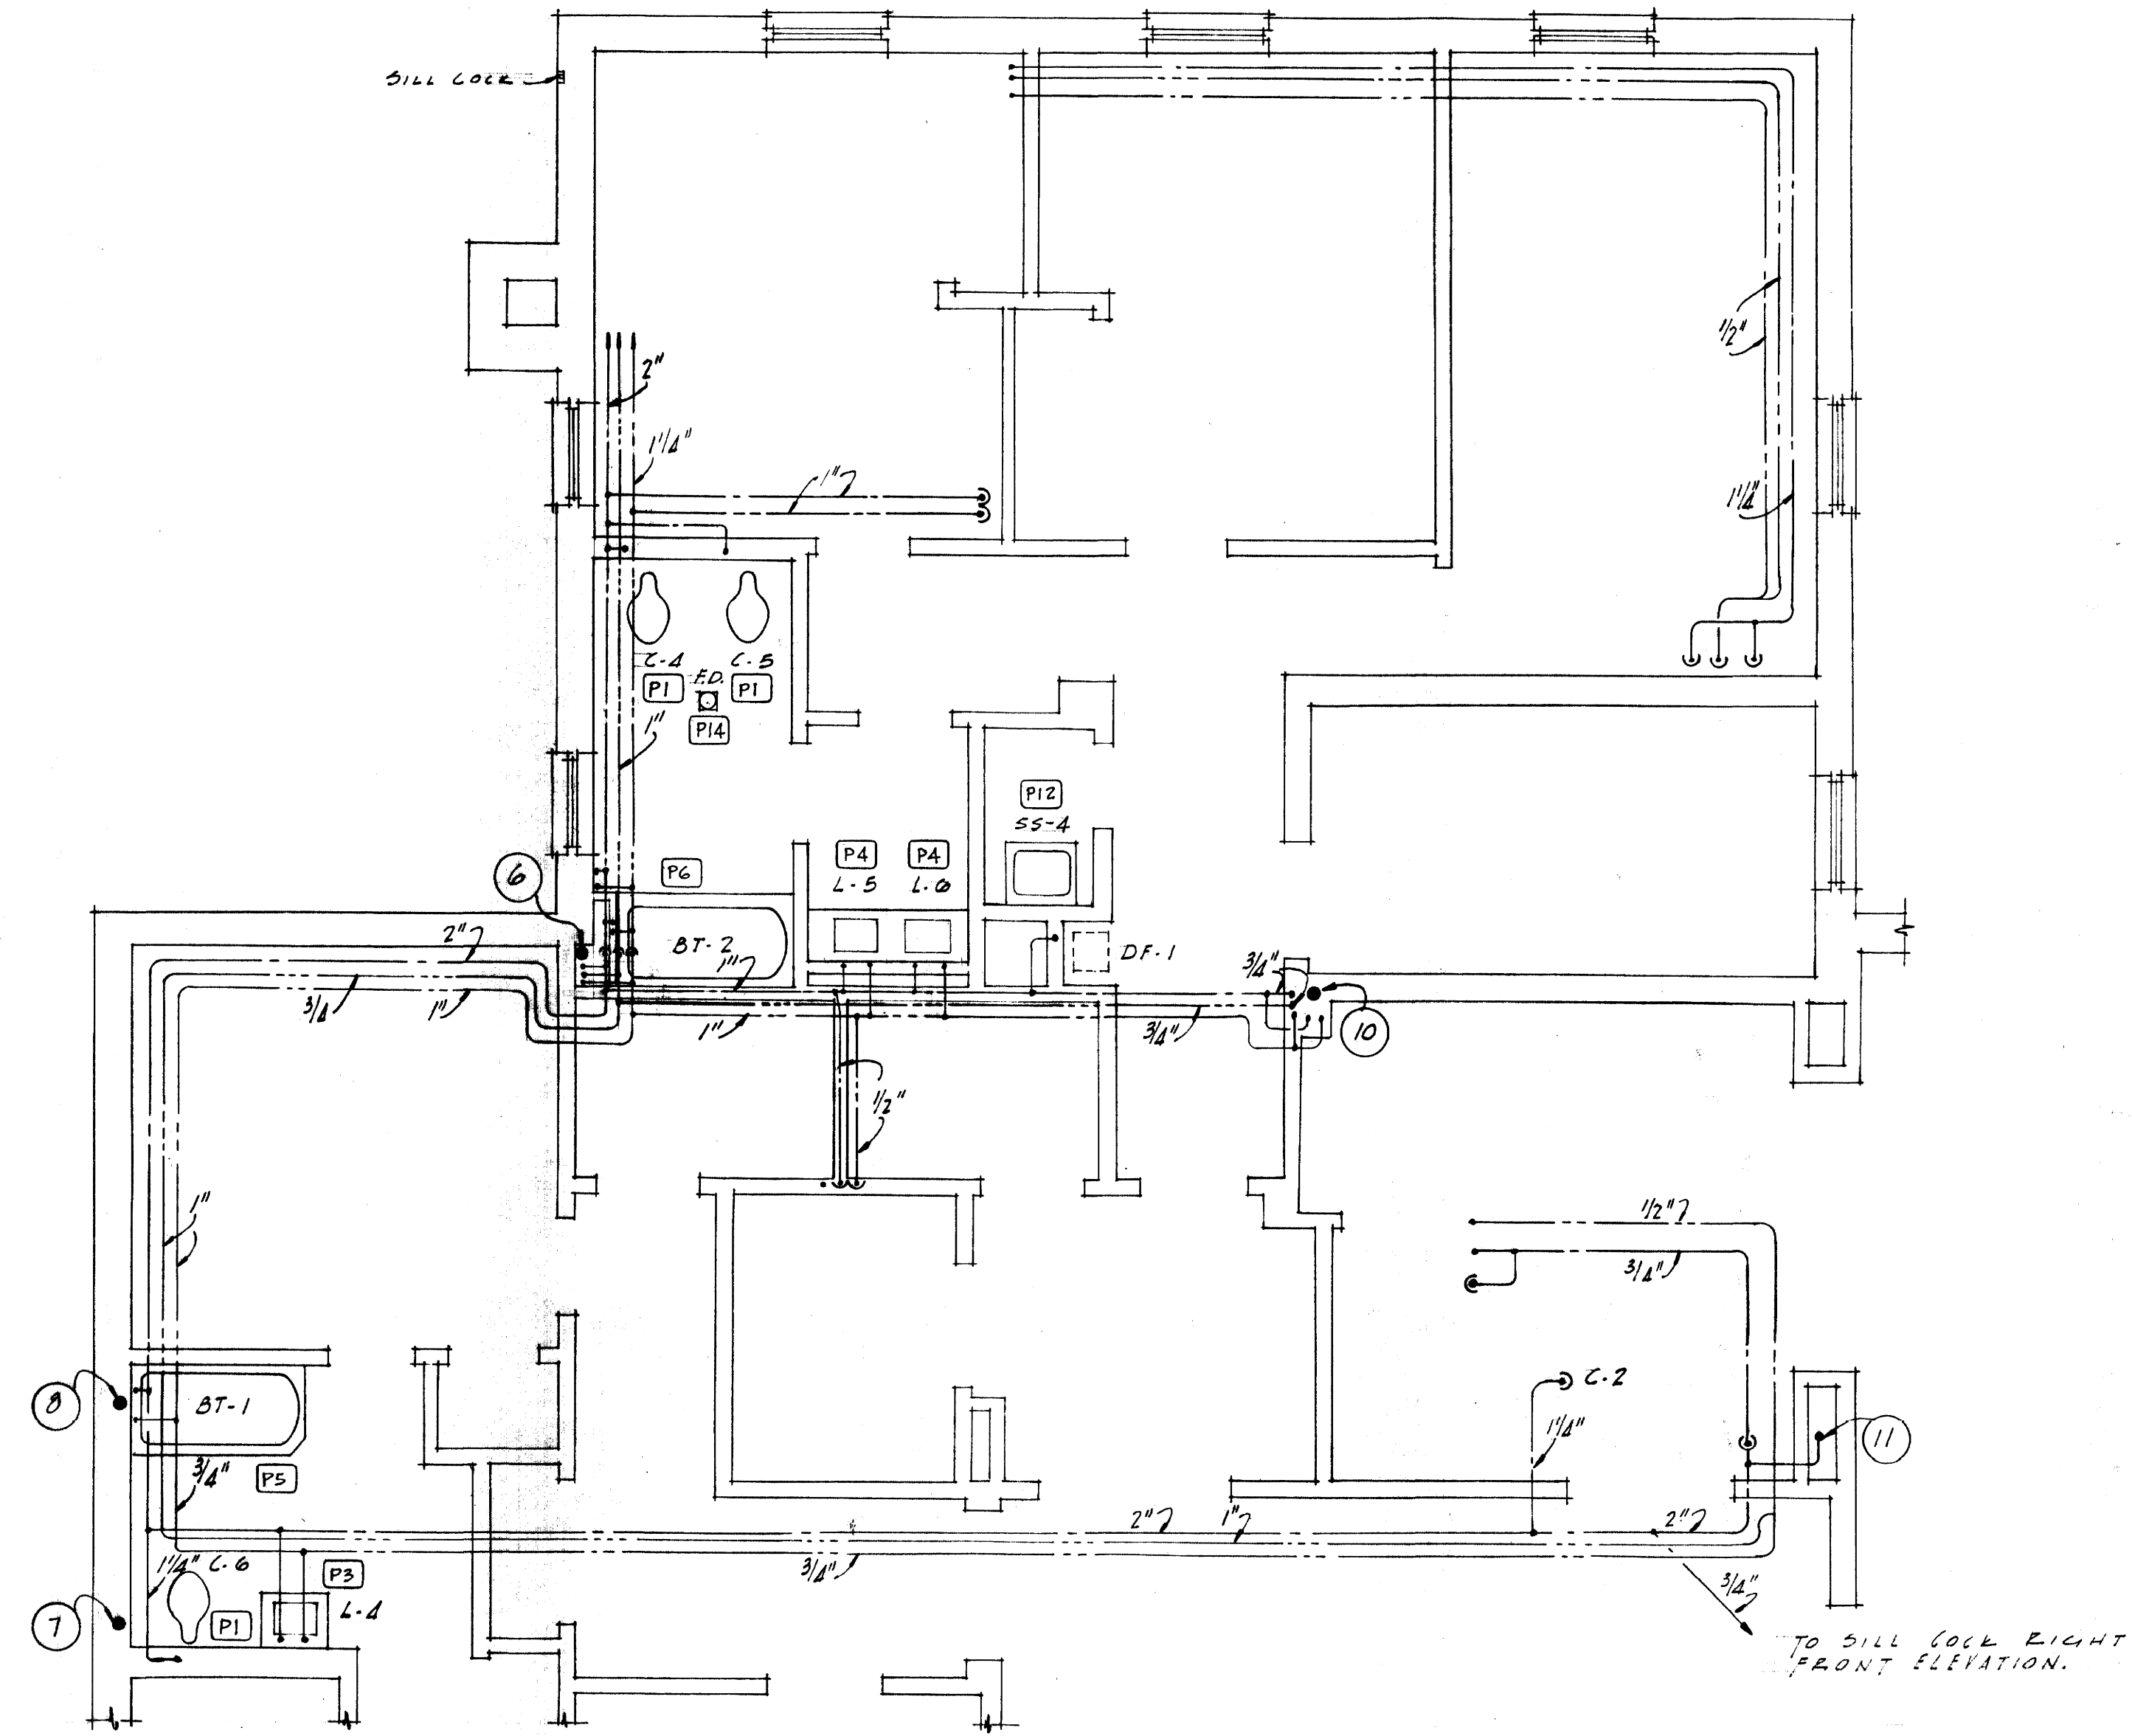 SILL COCK
2"
1 1/4"
1"
1/2"
1 1/4"
C-4
C-5
F.D.
P1
P1
P14
1"
P12
SS-4
P6
P4
P4
L-5
L-6
6
2"
BT-2
1"
DF-1
3/4"
3/4
1"
1"
3/4"
10
1/2"
1"
1/2"
3/4"
8
BT-1
C-2
1 1/4"
11
3/4"
P5
2"
1"
2"
1 1/4"
C-6
P3
3/4"
3/4"
L-4
7
P1
TO SILL COCK RIGHT
FRONT ELEVATION.